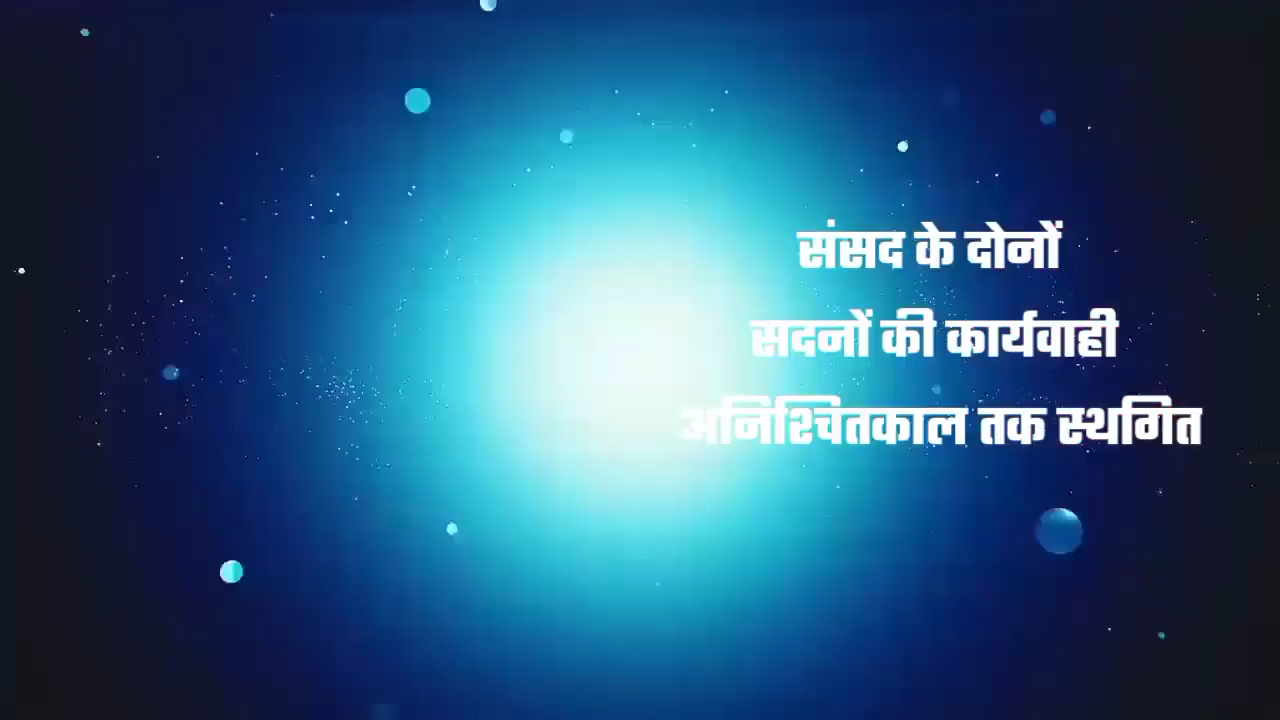 संसद के दोनों
सदनों की कार्यवाही
अनिश्चितकाल तक स्थगित